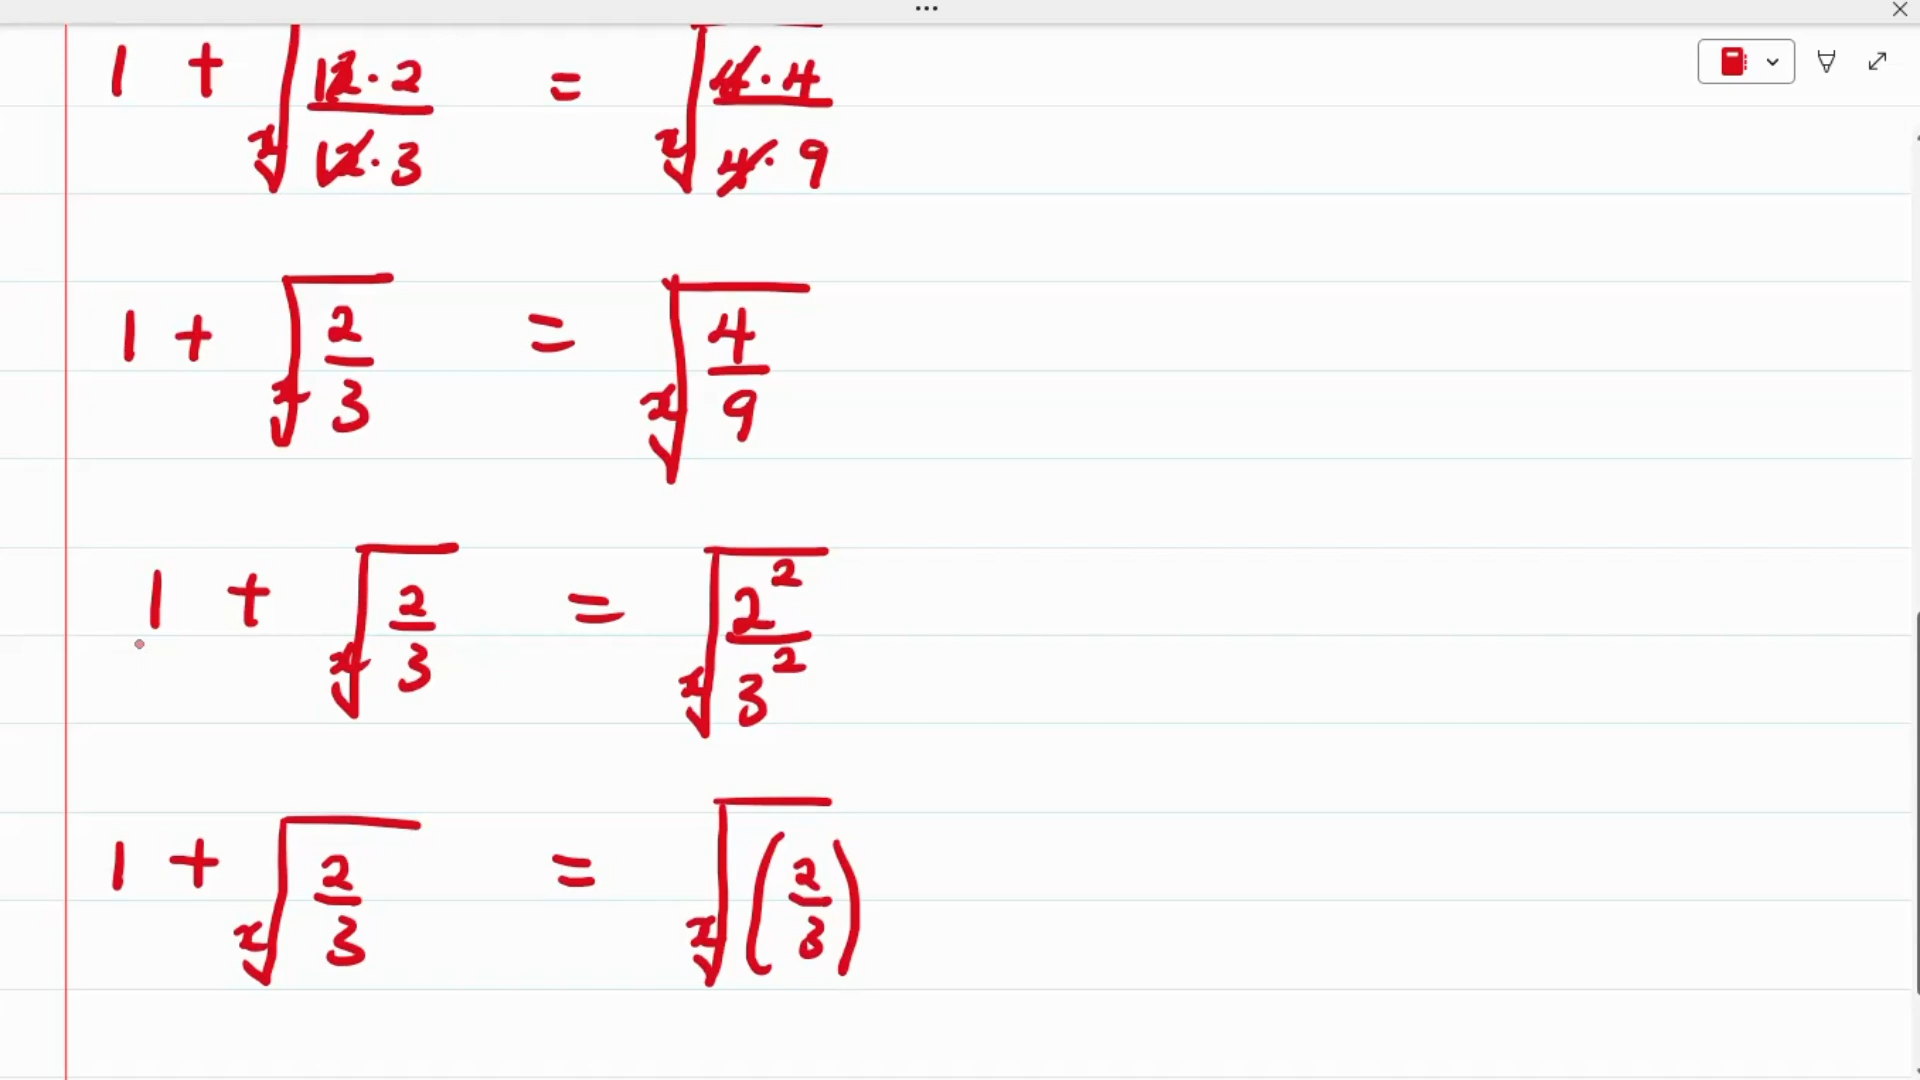 1 + ˣ√(12·2 / 12·3) = ˣ√(4·4 / 4·9)
1 + ˣ√(2/3) = ˣ√(4/9)
1 + ˣ√(2/3) = ˣ√(2²/3²)
1 + ˣ√(2/3) = ˣ√(2/3)